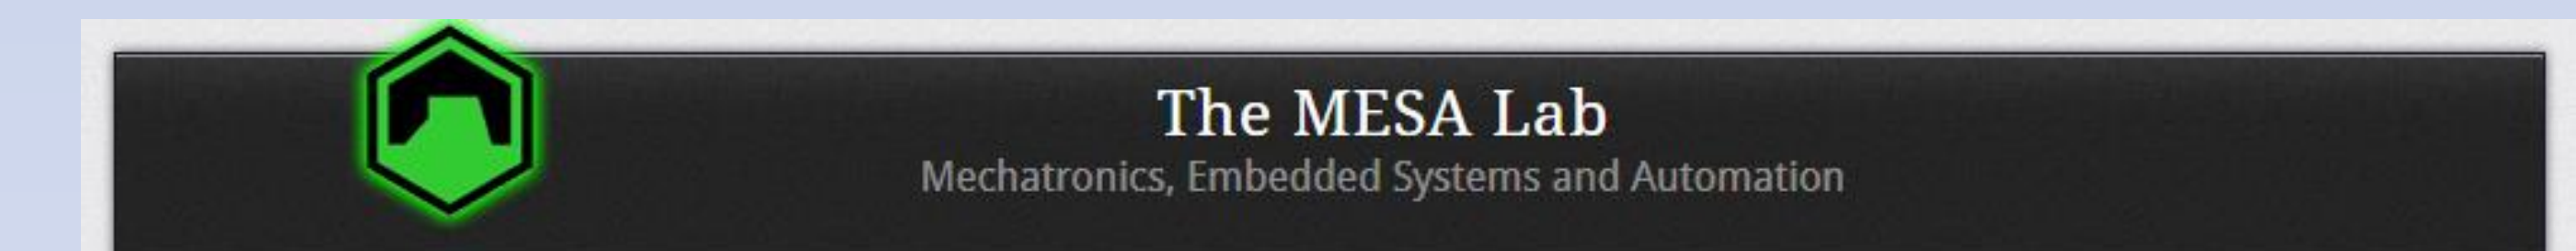 The MESA Lab
Mechatronics, Embedded Systems and Automation